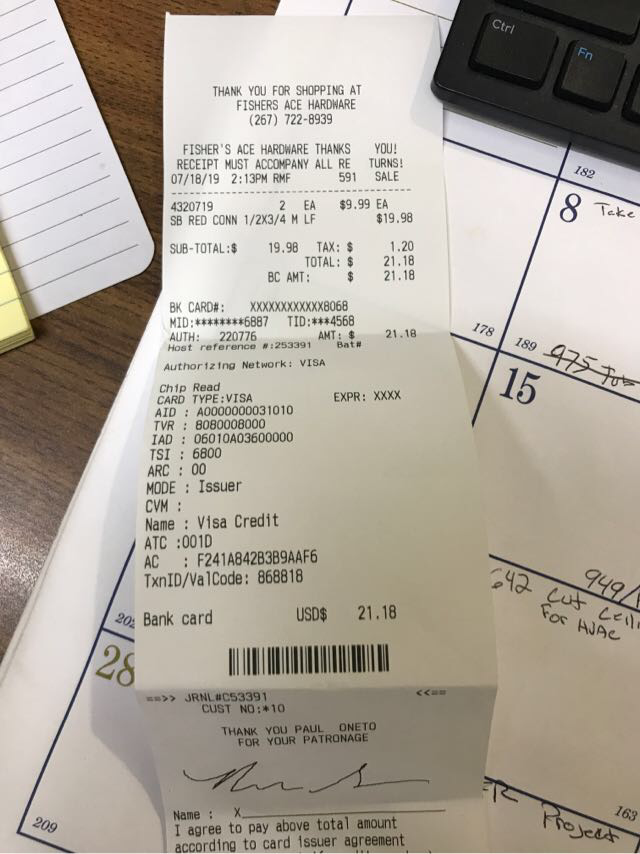 THANK YOU FOR SHOPPING AT
FISHERS ACE HARDWARE
(267) 722-8939
FISHER'S ACE HARDWARE THANKS YOU!
RECEIPT MUST ACCOMPANY ALL RE TURNS!
07/18/19 2:13PM RMF 591 SALE
4320719 2 EA $9.99 EA
SB RED CONN 1/2X3/4 M LF $19.98
SUB-TOTAL:$ 19.98 TAX: $ 1.20
TOTAL: $ 21.18
BC AMT: $ 21.18
BK CARD#: XXXXXXXXXXXX8068
MID:********6887 TID:***4568
AUTH: 220776 AMT: $ 21.18
Host reference #:253391 Bat#
Authorizing Network: VISA
Chip Read
CARD TYPE:VISA EXPR: XXXX
AID : A0000000031010
TVR : 8080008000
IAD : 06010A03600000
TSI : 6800
ARC : 00
MODE : Issuer
CVM :
Name : Visa Credit
ATC :001D
AC : F241A842B3B9AAF6
TxnID/ValCode: 868818
Bank card USD$ 21.18
==>> JRNL#C53391 <<==
CUST NO:*10
THANK YOU PAUL ONETO
FOR YOUR PATRONAGE
Name : X
I agree to pay above total amount
according to card issuer agreement
Ctrl
Fn
182
8 Take
178
189
15
949/
642 Cut Ceili
For HVAC
28
209
163
Project